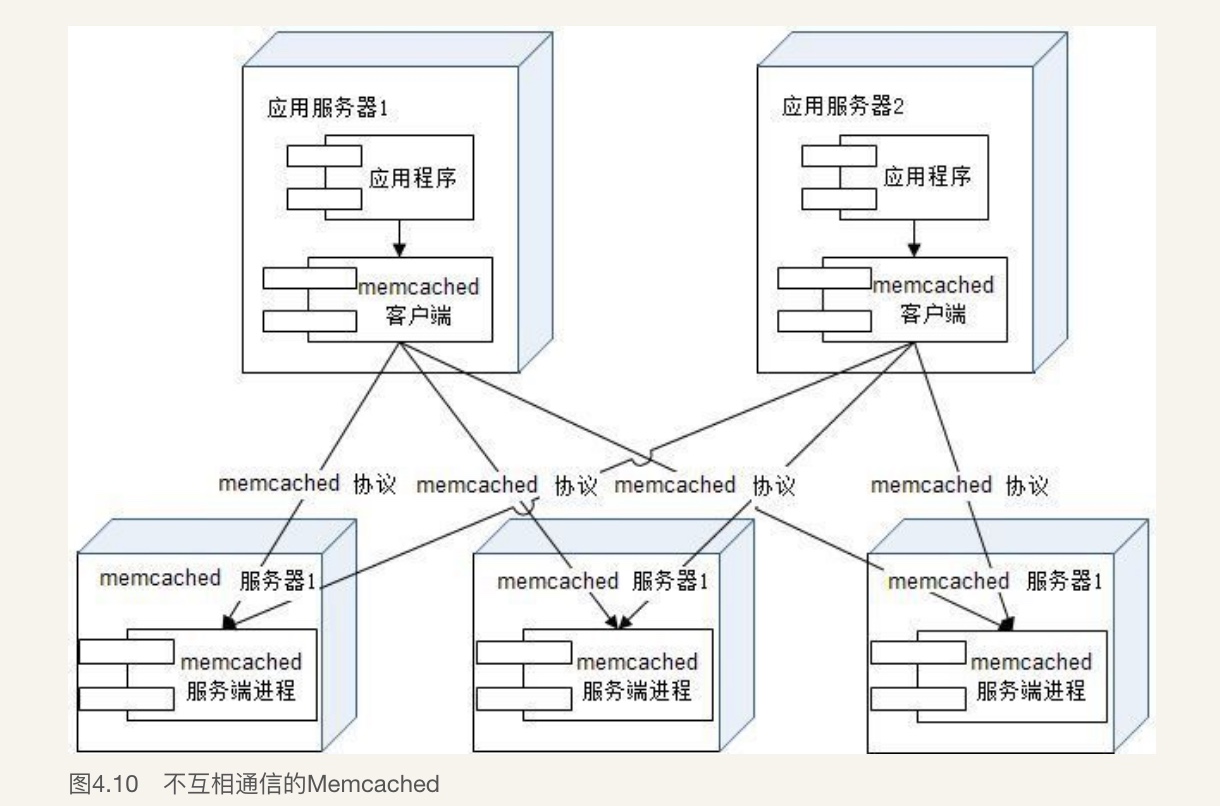 应用服务器1
应用程序
memcached
客户端
应用服务器2
应用程序
memcached
客户端
memcached 协议
memcached 协议
memcached 协议
memcached 协议
memcached 服务器1
memcached
服务端进程
memcached 服务器1
memcached
服务端进程
memcached 服务器1
memcached
服务端进程
图4.10 不互相通信的Memcached